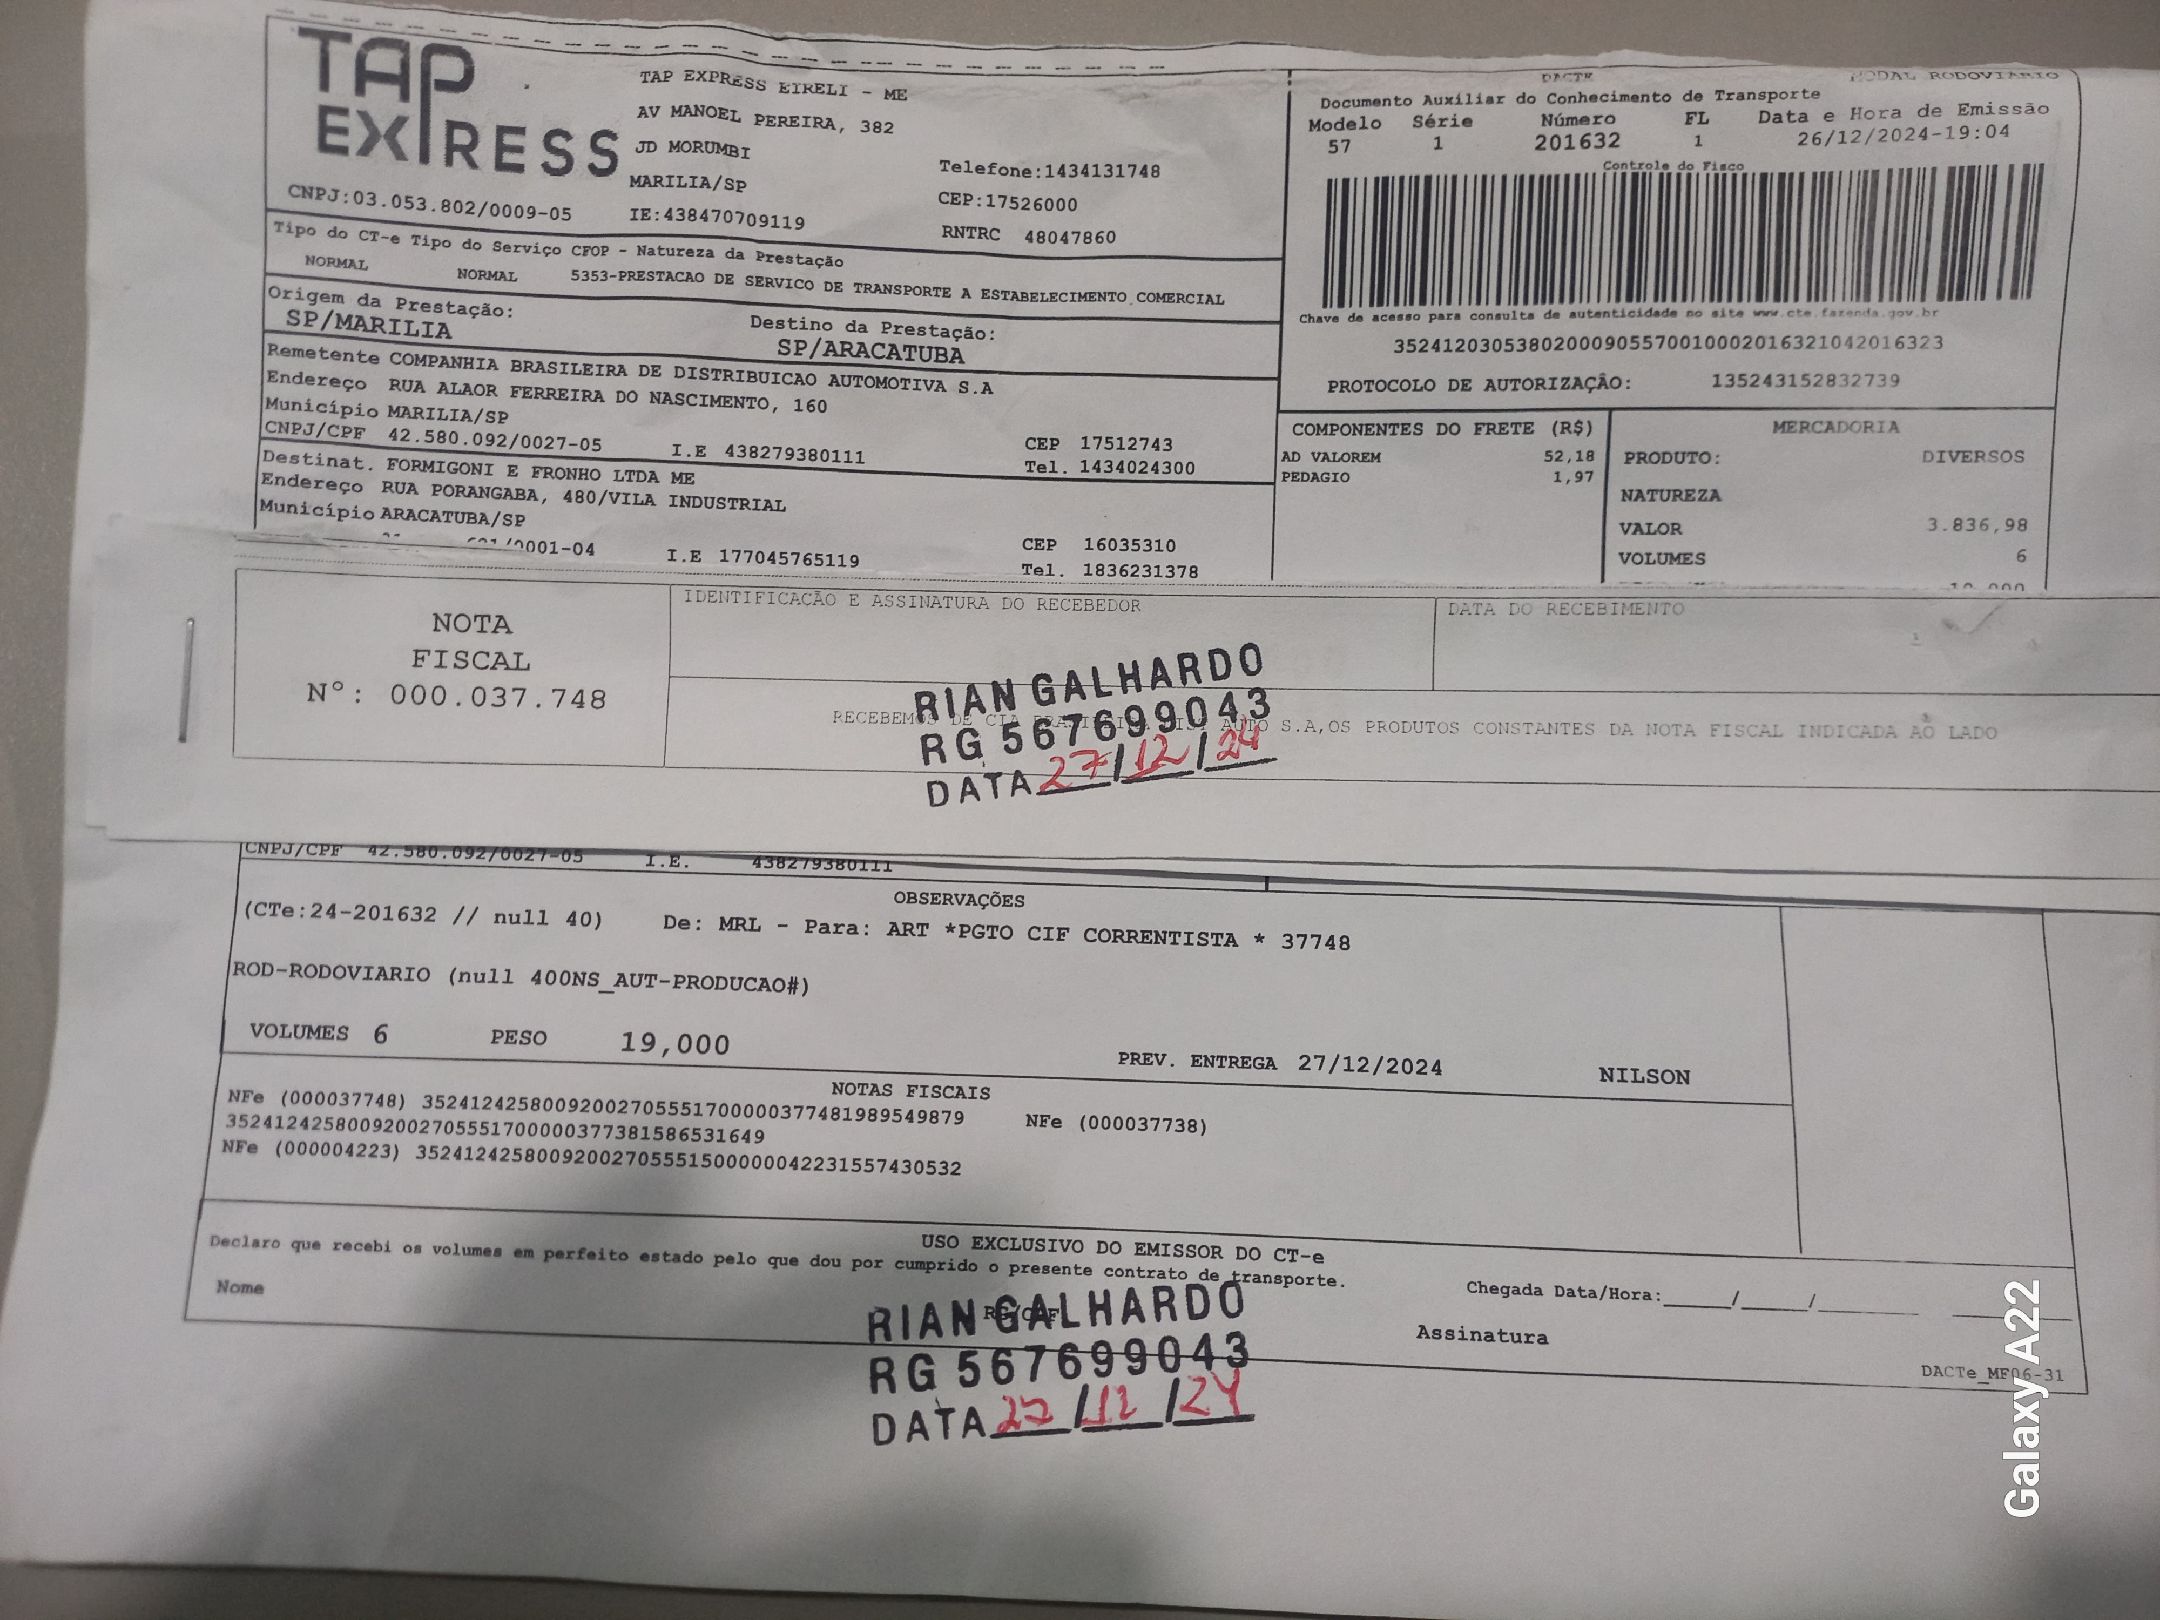 TAP
EXPRESS
CNPJ:03.053.802/0009-05
TAP EXPRESS EIRELI - ME
AV MANOEL PEREIRA, 382
JD MORUMBI
MARILIA/SP
IE:438470709119
Telefone:1434131748
CEP:17526000
RNTRC 48047860
DACTE
MODAL RODOVIARIO
Documento Auxiliar do Conhecimento de Transporte
Modelo Série Número FL Data e Hora de Emissão
57 1 201632 1 26/12/2024-19:04
Controle do Fisco
Chave de acesso para consulta de autenticidade no site www.cte.fazenda.gov.br
35241203053802000905570010002016321042016323
PROTOCOLO DE AUTORIZAÇÃO: 135243152832739
Tipo do CT-e Tipo do Serviço CFOP - Natureza da Prestação
NORMAL NORMAL 5353-PRESTACAO DE SERVICO DE TRANSPORTE A ESTABELECIMENTO COMERCIAL
Origem da Prestação:
SP/MARILIA
Destino da Prestação:
SP/ARACATUBA
Remetente COMPANHIA BRASILEIRA DE DISTRIBUICAO AUTOMOTIVA S.A
Endereço RUA ALAOR FERREIRA DO NASCIMENTO, 160
Município MARILIA/SP
CNPJ/CPF 42.580.092/0027-05 I.E 438279380111
CEP 17512743
Tel. 1434024300
Destinat. FORMIGONI E FRONHO LTDA ME
Endereço RUA PORANGABA, 480/VILA INDUSTRIAL
Município ARACATUBA/SP
/0001-04 I.E 177045765119
CEP 16035310
Tel. 1836231378
COMPONENTES DO FRETE (R$)
AD VALOREM 52,18
PEDAGIO 1,97
MERCADORIA
PRODUTO: DIVERSOS
NATUREZA
VALOR 3.836,98
VOLUMES 6
NOTA
FISCAL
Nº: 000.037.748
IDENTIFICAÇÃO E ASSINATURA DO RECEBEDOR
DATA DO RECEBIMENTO
RECEBEMOS DE CIA BRASILEIRA DIST AUTO S.A,OS PRODUTOS CONSTANTES DA NOTA FISCAL INDICADA AO LADO
RIAN GALHARDO
RG 567699043
DATA 27/12/24
CNPJ/CPF 42.580.092/0027-05 I.E. 438279380111
OBSERVAÇÕES
(CTe:24-201632 // null 40) De: MRL - Para: ART *PGTO CIF CORRENTISTA * 37748
ROD-RODOVIARIO (null 400NS_AUT-PRODUCAO#)
VOLUMES 6 PESO 19,000
PREV. ENTREGA 27/12/2024 NILSON
NOTAS FISCAIS
NFe (000037748) 35241242580092002705551700000377481989549879 NFe (000037738)
35241242580092002705551700000377381586531649
NFe (000004223) 35241242580092002705551500000042231557430532
USO EXCLUSIVO DO EMISSOR DO CT-e
Declaro que recebi os volumes em perfeito estado pelo que dou por cumprido o presente contrato de transporte.
Nome RG/CPF
Chegada Data/Hora:____/____/____ ____
Assinatura
RIAN GALHARDO
RG 567699043
DATA 27/12/24
DACTe_MF06-31
Galaxy A22